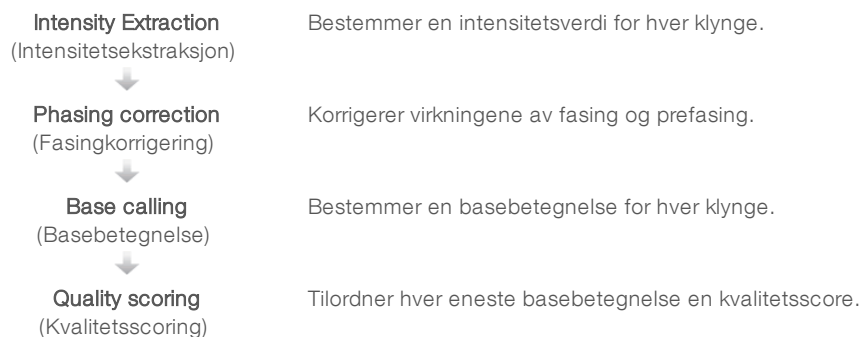 Intensity Extraction Bestemmer en intensitetsverdi for hver klynge.
(Intensitetsekstraksjon)
Phasing correction Korrigerer virkningene av fasing og prefasing.
(Fasingkorrigering)
Base calling Bestemmer en basebetegnelse for hver klynge.
(Basebetegnelse)
Quality scoring Tilordner hver eneste basebetegnelse en kvalitetsscore.
(Kvalitetsscoring)